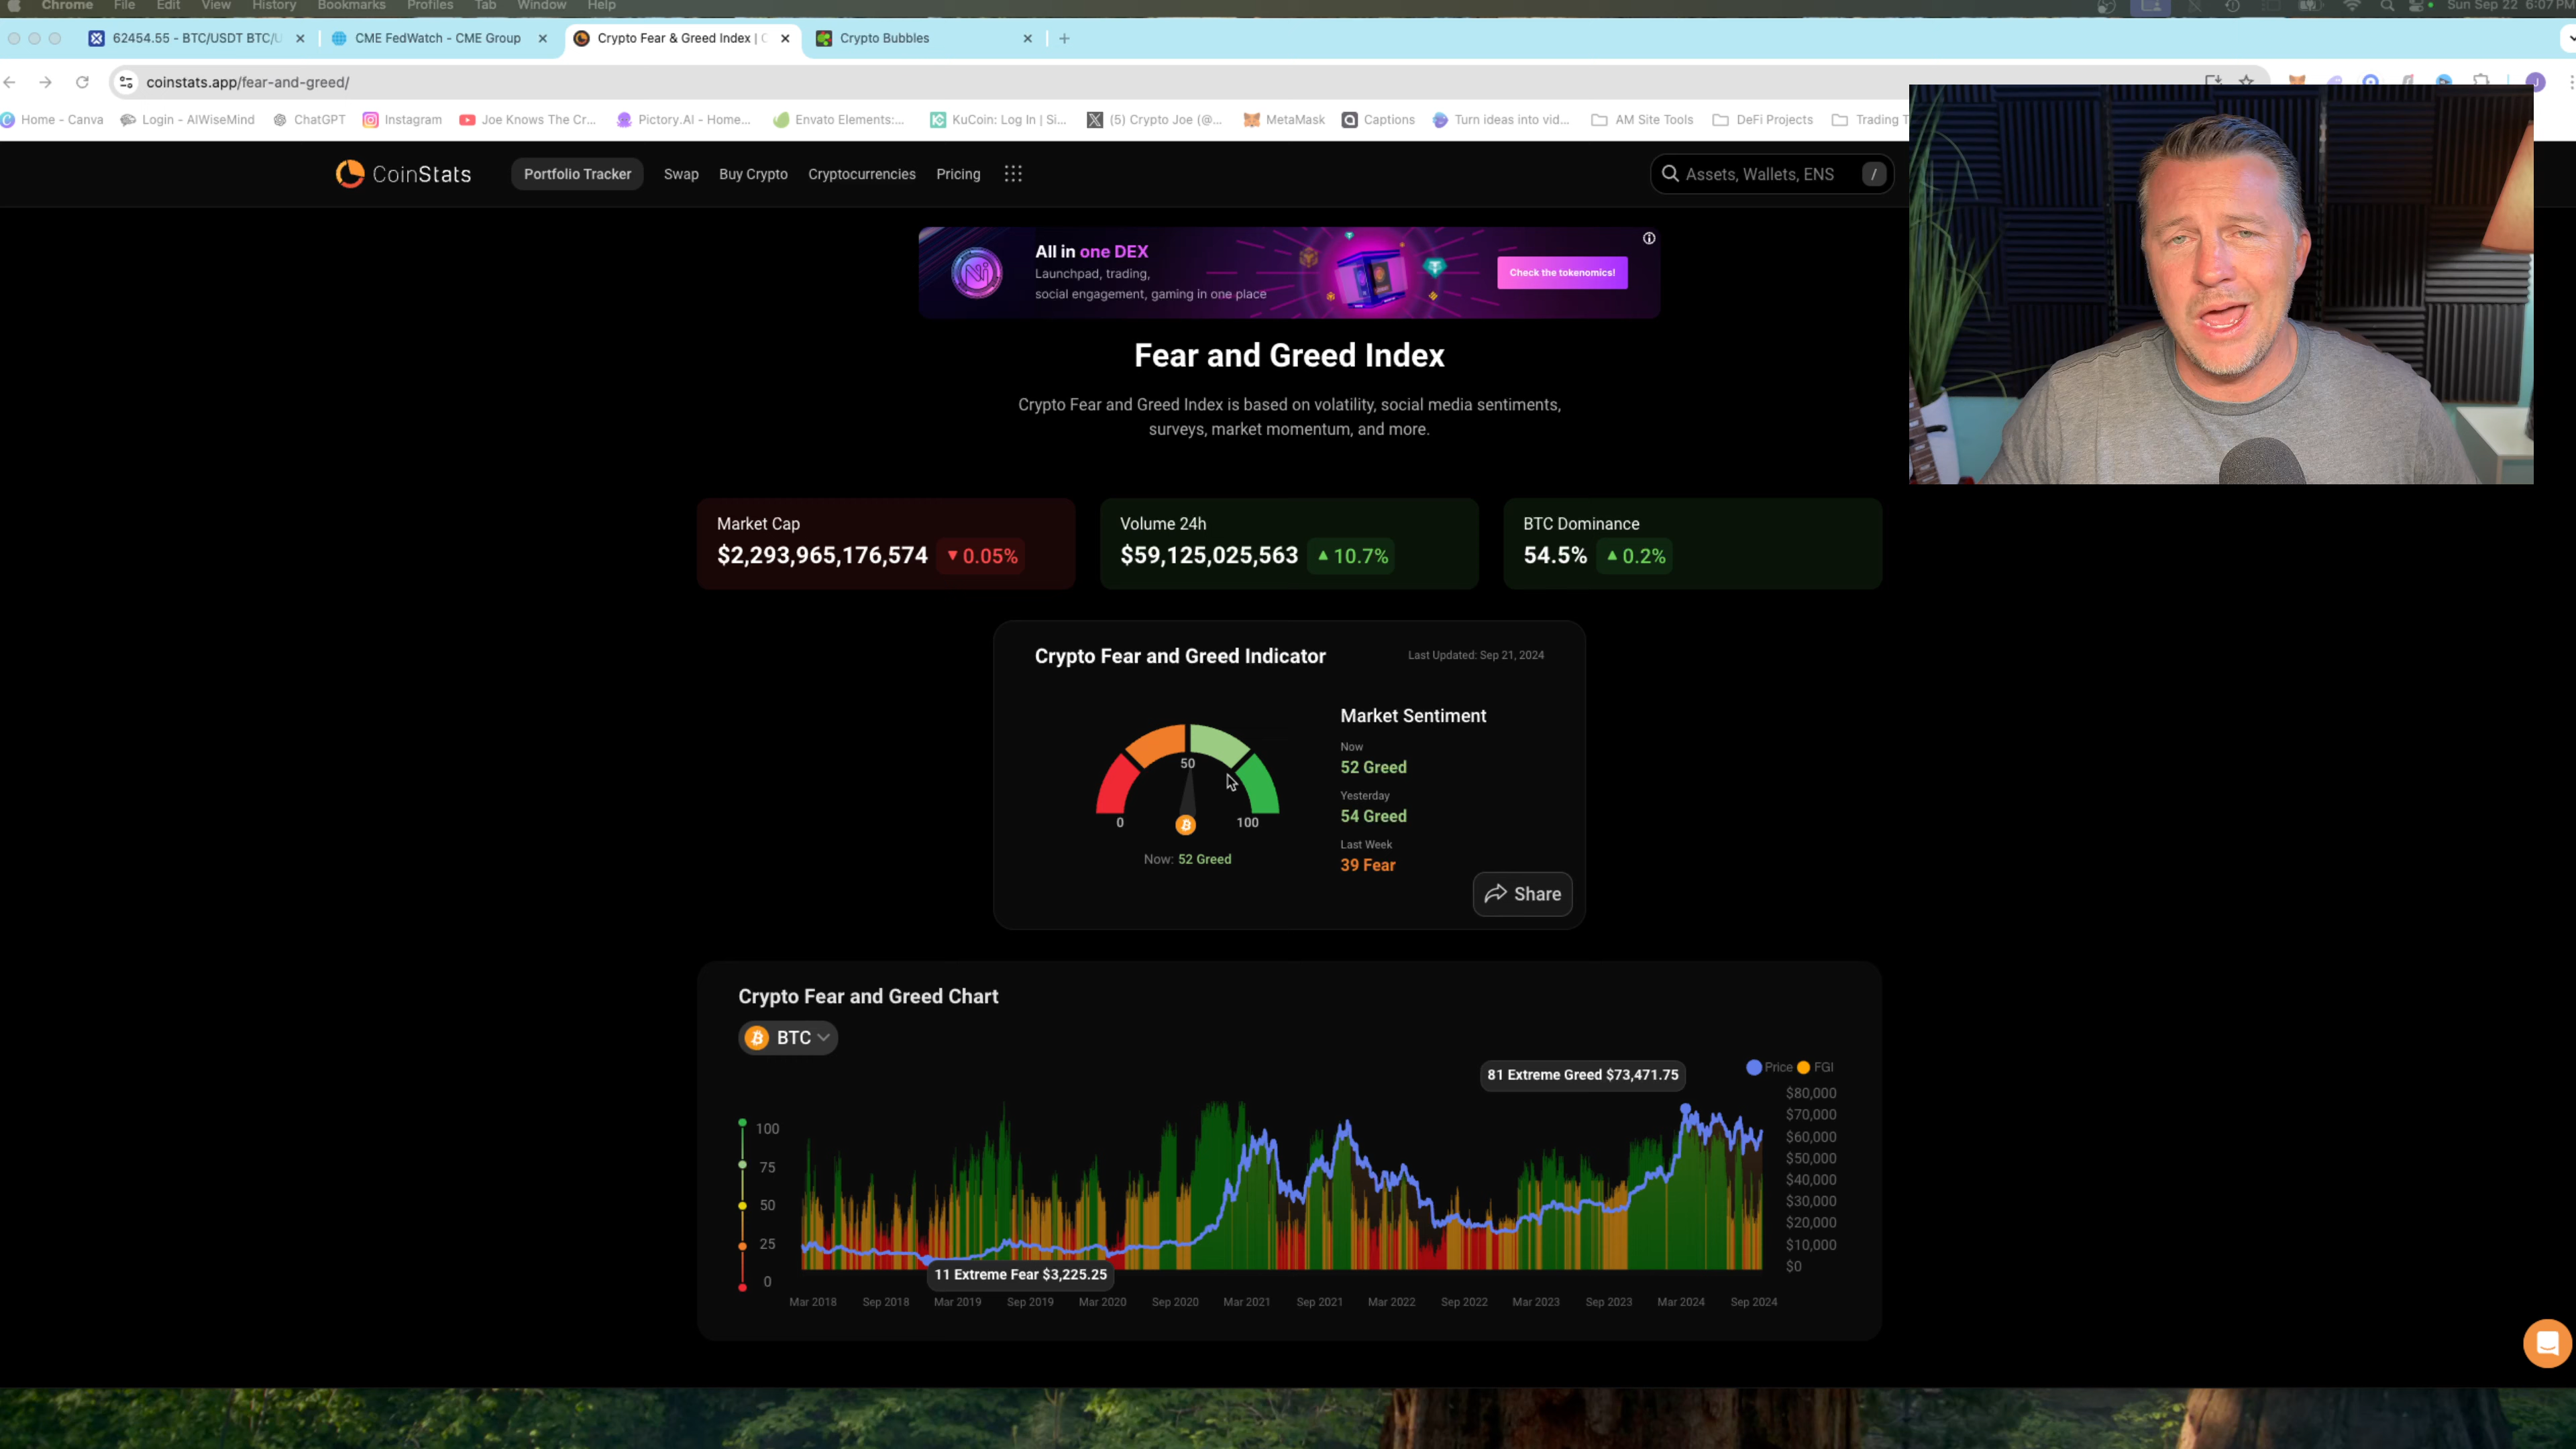 Chrome File Edit View History Bookmarks Profiles Tab Window Help Sun Sep 22 6:07 PM
62454.55 - BTC/USDT BTC/U CME FedWatch - CME Group Crypto Fear & Greed Index | C Crypto Bubbles
coinstats.app/fear-and-greed/
Home - Canva Login - AIWiseMind ChatGPT Instagram Joe Knows The Cr... Pictory.AI - Home... Envato Elements:... KuCoin: Log In | Si... (5) Crypto Joe (@... MetaMask Captions Turn ideas into vid... AM Site Tools DeFi Projects Trading T
CoinStats Portfolio Tracker Swap Buy Crypto Cryptocurrencies Pricing Assets, Wallets, ENS /
All in one DEX
Launchpad, trading,
social engagement, gaming in one place
Check the tokenomics!
Fear and Greed Index
Crypto Fear and Greed Index is based on volatility, social media sentiments,
surveys, market momentum, and more.
Market Cap
$2,293,965,176,574 ▼ 0.05%
Volume 24h
$59,125,025,563 ▲ 10.7%
BTC Dominance
54.5% ▲ 0.2%
Crypto Fear and Greed Indicator Last Updated: Sep 21, 2024
50
0 100
Now: 52 Greed
Market Sentiment
Now
52 Greed
Yesterday
54 Greed
Last Week
39 Fear
Share
Crypto Fear and Greed Chart
BTC
81 Extreme Greed $73,471.75
Price FGI
100
75
50
25
0
$80,000
$70,000
$60,000
$50,000
$40,000
$30,000
$20,000
$10,000
$0
11 Extreme Fear $3,225.25
Mar 2018 Sep 2018 Mar 2019 Sep 2019 Mar 2020 Sep 2020 Mar 2021 Sep 2021 Mar 2022 Sep 2022 Mar 2023 Sep 2023 Mar 2024 Sep 2024